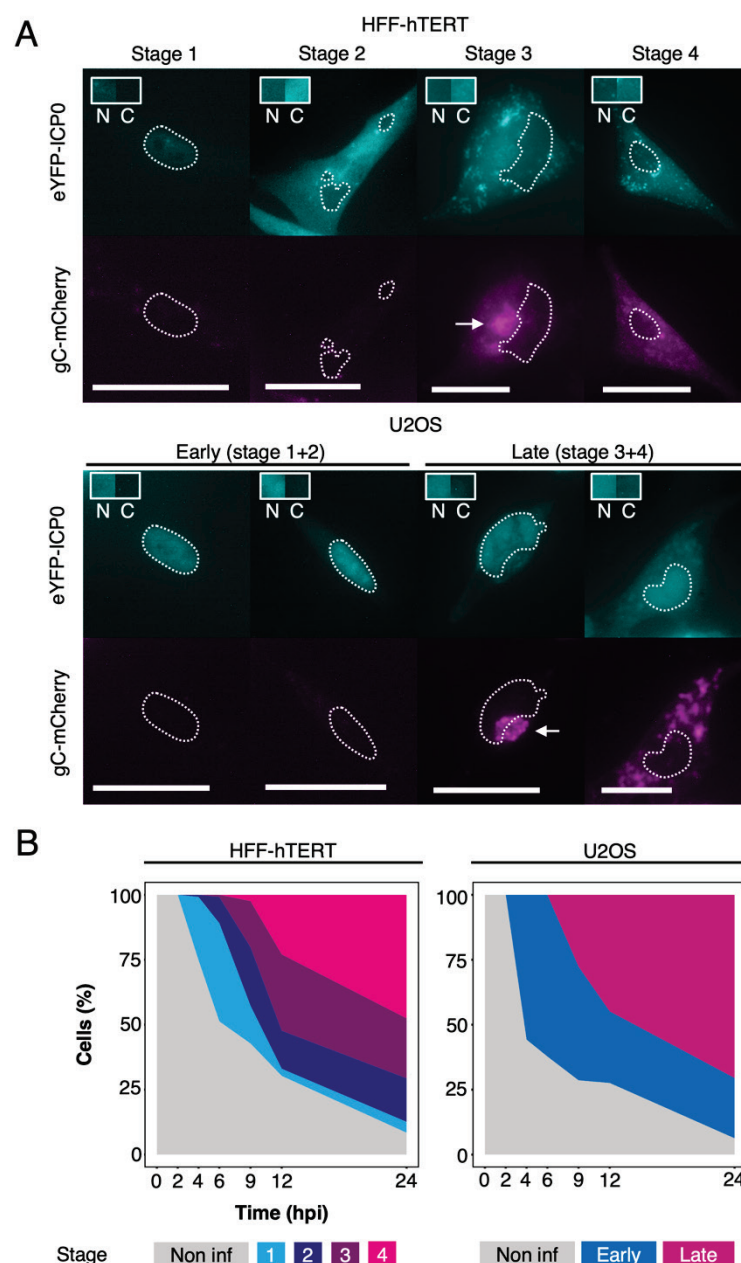 A
HFF-hTERT
Stage 1 Stage 2 Stage 3 Stage 4
eYFP-ICP0
N C N C N C N C
gC-mCherry
U2OS
Early (stage 1+2) Late (stage 3+4)
eYFP-ICP0
N C N C N C N C
gC-mCherry
B
HFF-hTERT U2OS
Cells (%)
100 100
75 75
50 50
25 25
0 0
0 2 4 6 9 12 24 0 2 4 6 9 12 24
Time (hpi)
Stage Non inf 1 2 3 4 Non inf Early Late